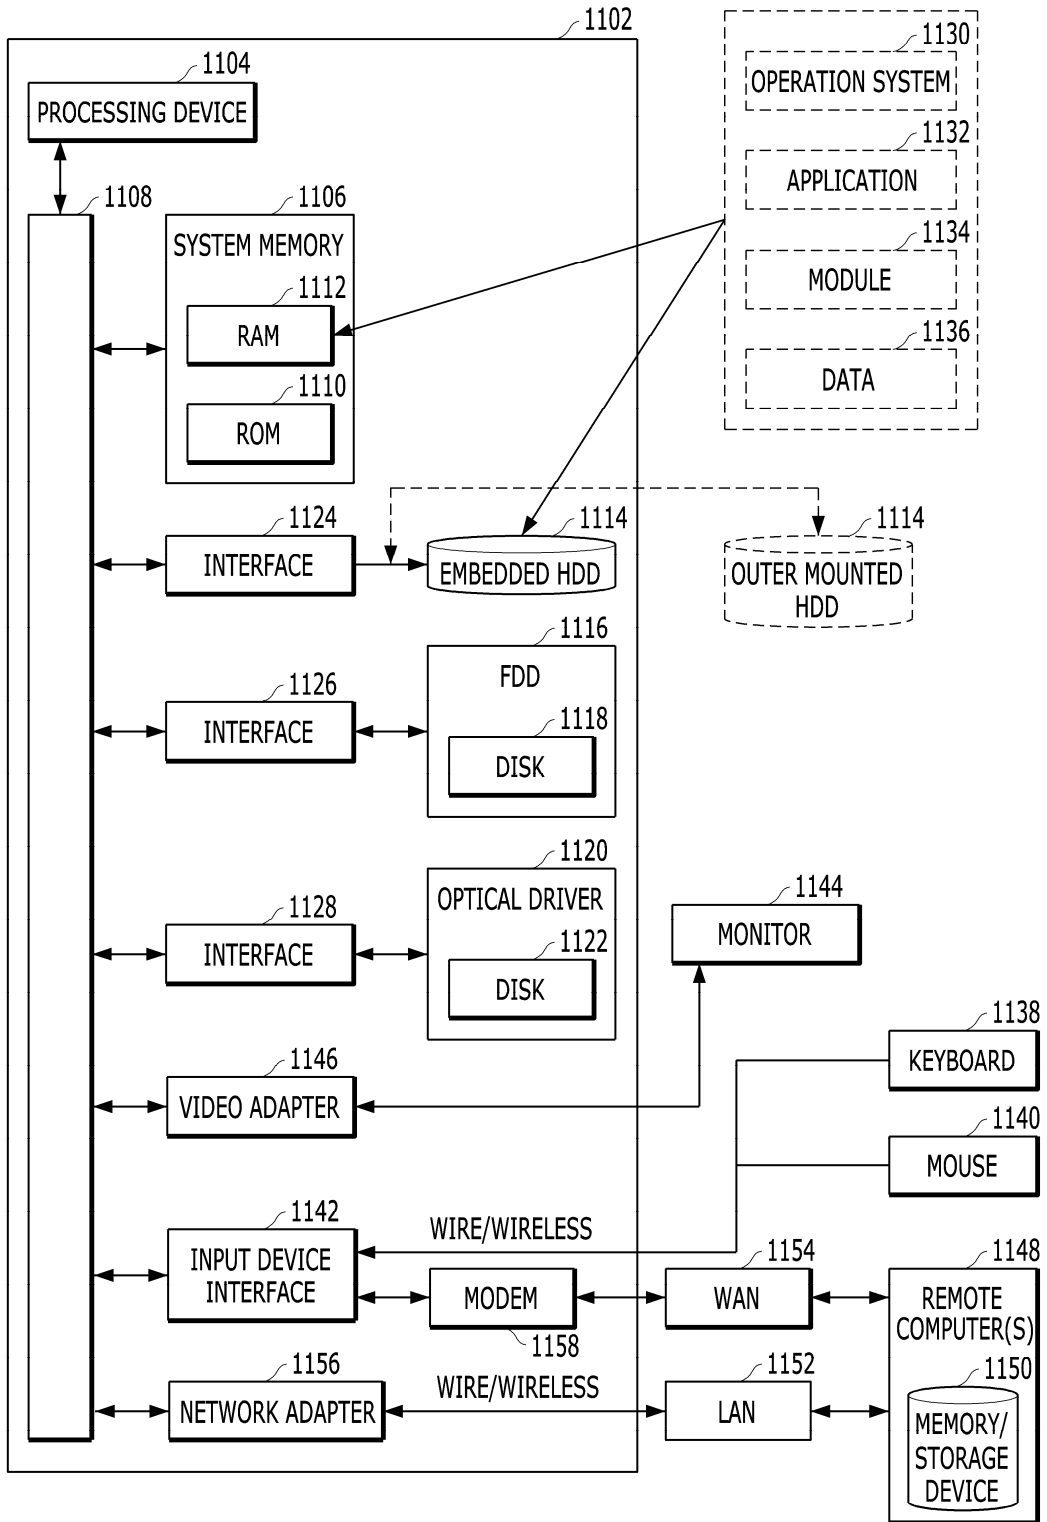 1102
1104
PROCESSING DEVICE
1108
1106
SYSTEM MEMORY
1112
RAM
1110
ROM
1130
OPERATION SYSTEM
1132
APPLICATION
1134
MODULE
1136
DATA
1124
INTERFACE
1114
EMBEDDED HDD
1114
OUTER MOUNTED
HDD
1116
FDD
1126
INTERFACE
1118
DISK
1120
OPTICAL DRIVER
1128
INTERFACE
1122
DISK
1144
MONITOR
1146
VIDEO ADAPTER
1138
KEYBOARD
1140
MOUSE
1142
INPUT DEVICE
INTERFACE
WIRE/WIRELESS
MODEM
1158
1154
WAN
1148
REMOTE
COMPUTER(S)
1156
NETWORK ADAPTER
WIRE/WIRELESS
1152
LAN
1150
MEMORY/
STORAGE
DEVICE